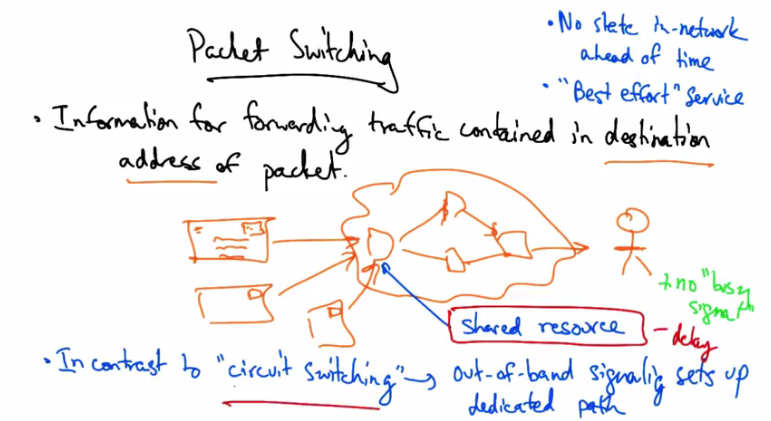 Packet Switching
• No state in-network
ahead of time
• "Best effort" Service
• Information for forwarding traffic contained in destination
address of packet.
+ no "busy
signal"
shared resource
- delay
• In contrast to "circuit switching" → out-of-band signalig sets up
dedicated path